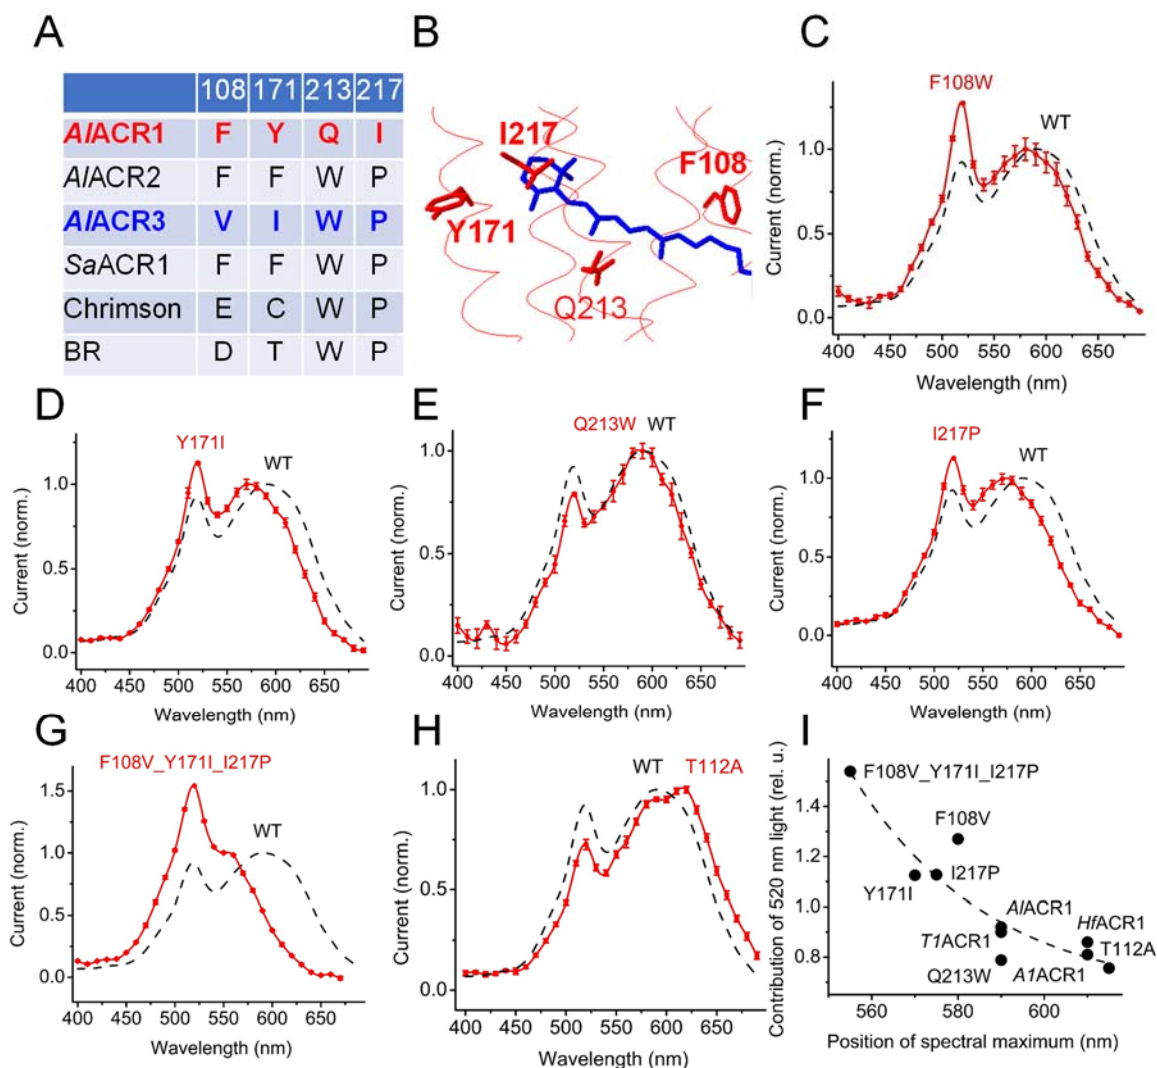 A
108 171 213 217
AlACR1 F Y Q I
AlACR2 F F W P
AlACR3 V I W P
SaACR1 F F W P
Chrimson E C W P
BR D T W P
B
I217
F108
Y171
Q213
C
F108W
WT
Current (norm.)
1.0
0.5
0.0
400 450 500 550 600 650
Wavelength (nm)
D
Y171I
WT
Current (norm.)
1.0
0.5
0.0
400 450 500 550 600 650
Wavelength (nm)
E
Q213W WT
Current (norm.)
1.0
0.5
0.0
400 450 500 550 600 650
Wavelength (nm)
F
I217P
WT
Current (norm.)
1.0
0.5
0.0
400 450 500 550 600 650
Wavelength (nm)
G
F108V_Y171I_I217P
WT
Current (norm.)
1.5
1.0
0.5
0.0
400 450 500 550 600 650
Wavelength (nm)
H
WT T112A
Current (norm.)
1.0
0.5
0.0
400 450 500 550 600 650
Wavelength (nm)
I
Contribution of 520 nm light (rel. u.)
1.4
1.2
1.0
0.8
F108V_Y171I_I217P
F108V
Y171I
I217P
AlACR1
T1ACR1
HfACR1
T112A
Q213W
A1ACR1
560 580 600
Position of spectral maximum (nm)